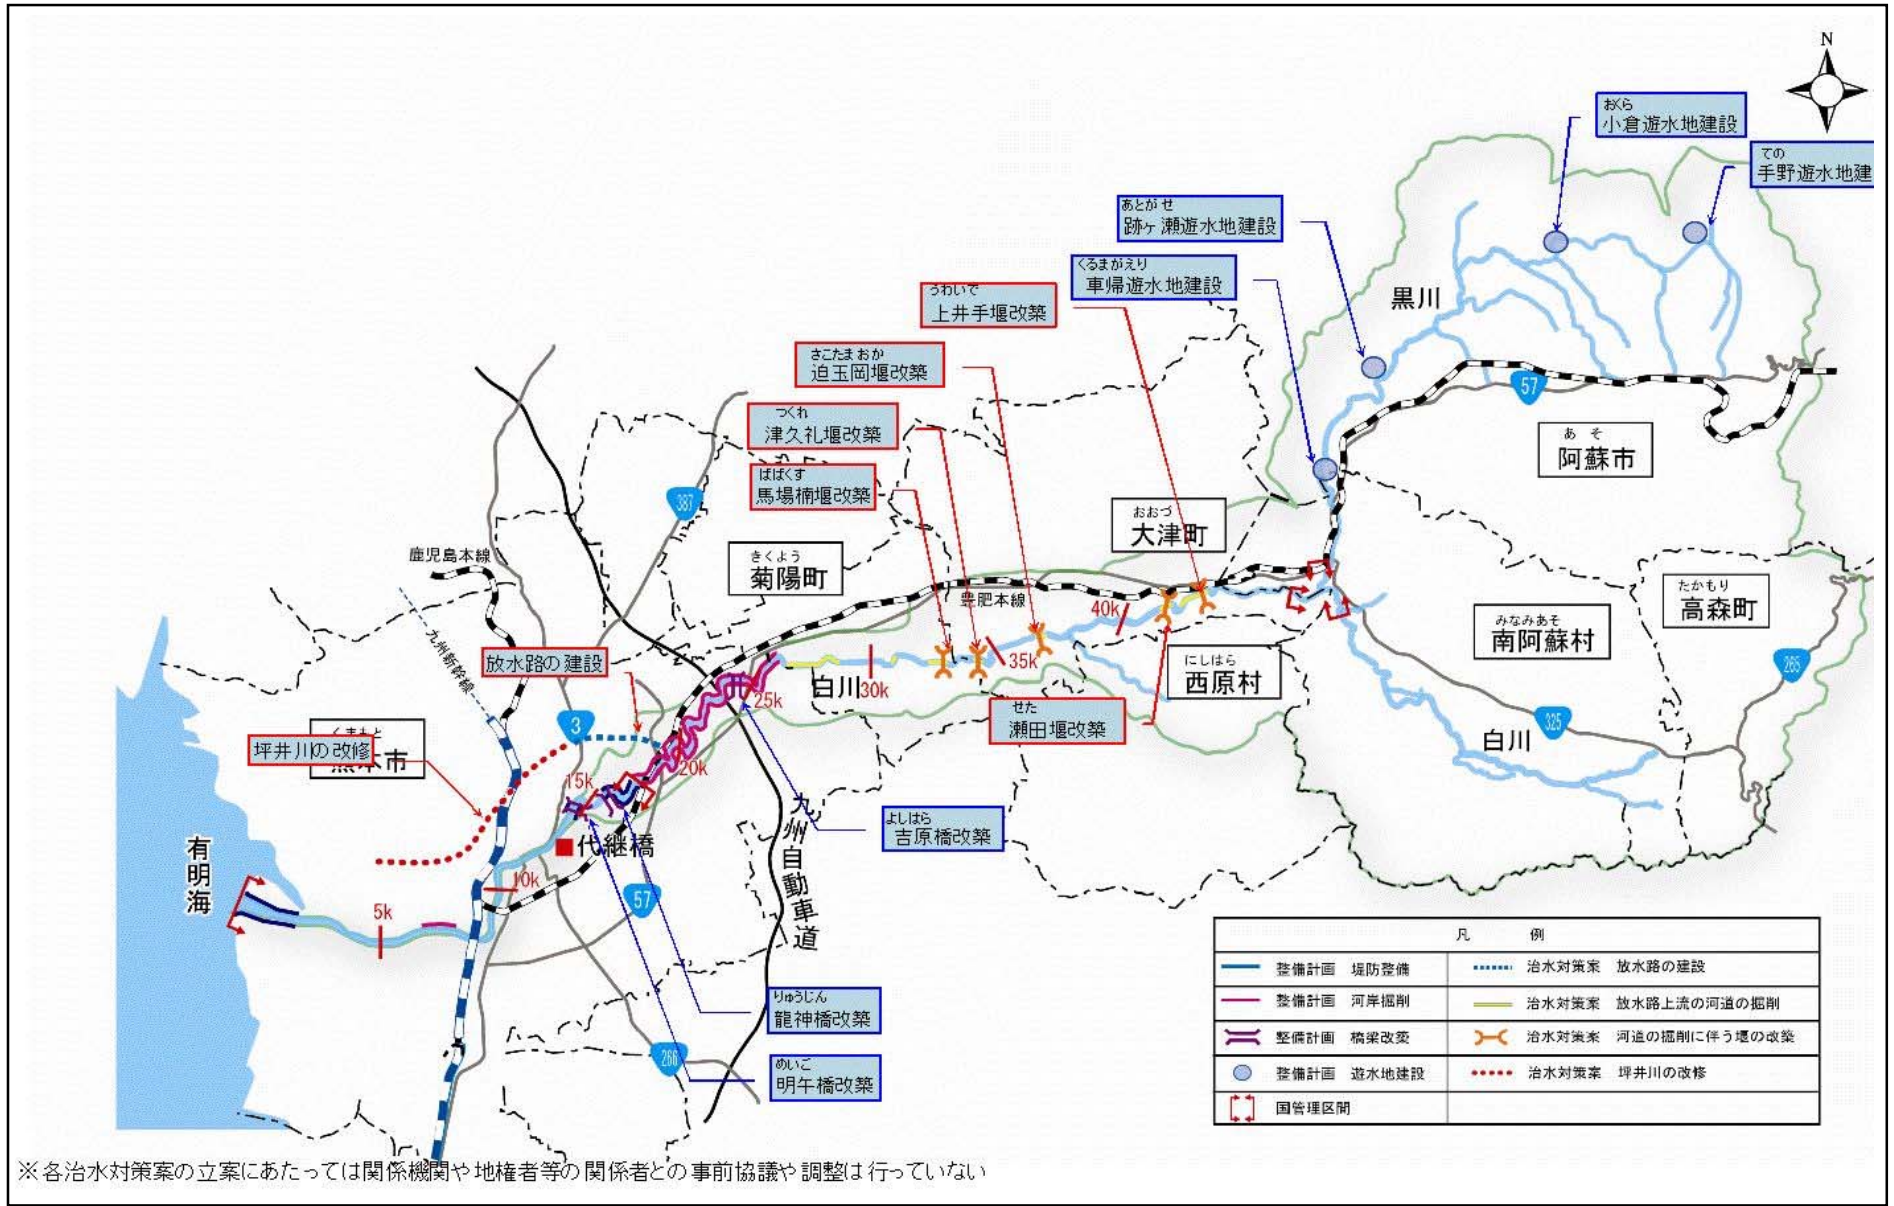 N
おくら
小倉遊水地建設
ての
手野遊水地建
あとがせ
跡ヶ瀬遊水地建設
くるまがえり
車帰遊水地建設
黒川
うわいで
上井手堰改築
さこたまおか
迫玉岡堰改築
つくれ
津久礼堰改築
ばばくす
馬場楠堰改築
57
あそ
阿蘇市
387
おおづ
大津町
きくよう
菊陽町
鹿児島本線
豊肥本線
40k
たかもり
高森町
みなみあそ
南阿蘇村
九州新幹線
放水路の建設
35k
にしはら
西原村
265
白川
30k
25k
せた
瀬田堰改築
325
白川
3
坪井川の改修
市
20k
15k
よしはら
吉原橋改築
代継橋
九州自動車道
有明海
10k
57
5k
りゅうじん
龍神橋改築
266
めいご
明午橋改築
凡例
整備計画 堤防整備
治水対策案 放水路の建設
整備計画 河岸掘削
治水対策案 放水路上流の河道の掘削
整備計画 橋梁改築
治水対策案 河道の掘削に伴う堰の改築
整備計画 遊水地建設
治水対策案 坪井川の改修
国管理区間
※各治水対策案の立案にあたっては関係機関や地権者等の関係者との事前協議や調整は行っていない